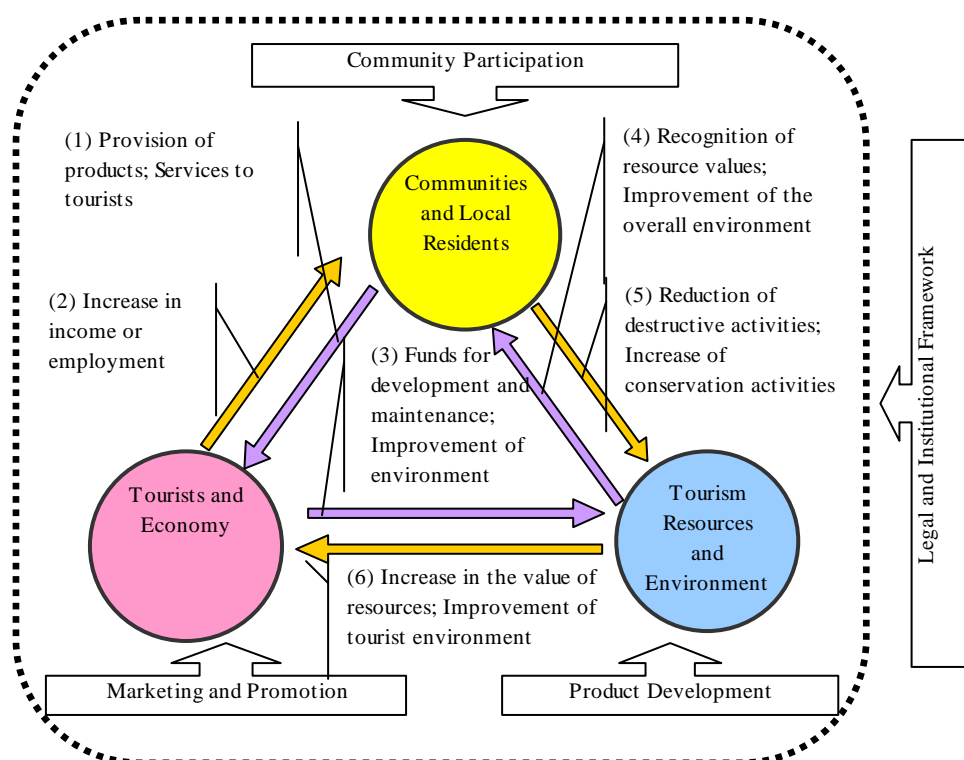 Community Participation
(1) Provision of
products; Services to
tourists
Communities
and Local
Residents
(4) Recognition of
resource values;
Improvement of the
overall environment
(2) Increase in
income or
employment
(5) Reduction of
destructive activities;
Increase of
conservation activities
(3) Funds for
development and
maintenance;
Improvement of
environment
Legal and Institutional Framework
Tourists and
Economy
Tourism
Resources
and
Environment
(6) Increase in the value of
resources; Improvement of
tourist environment
Marketing and Promotion
Product Development